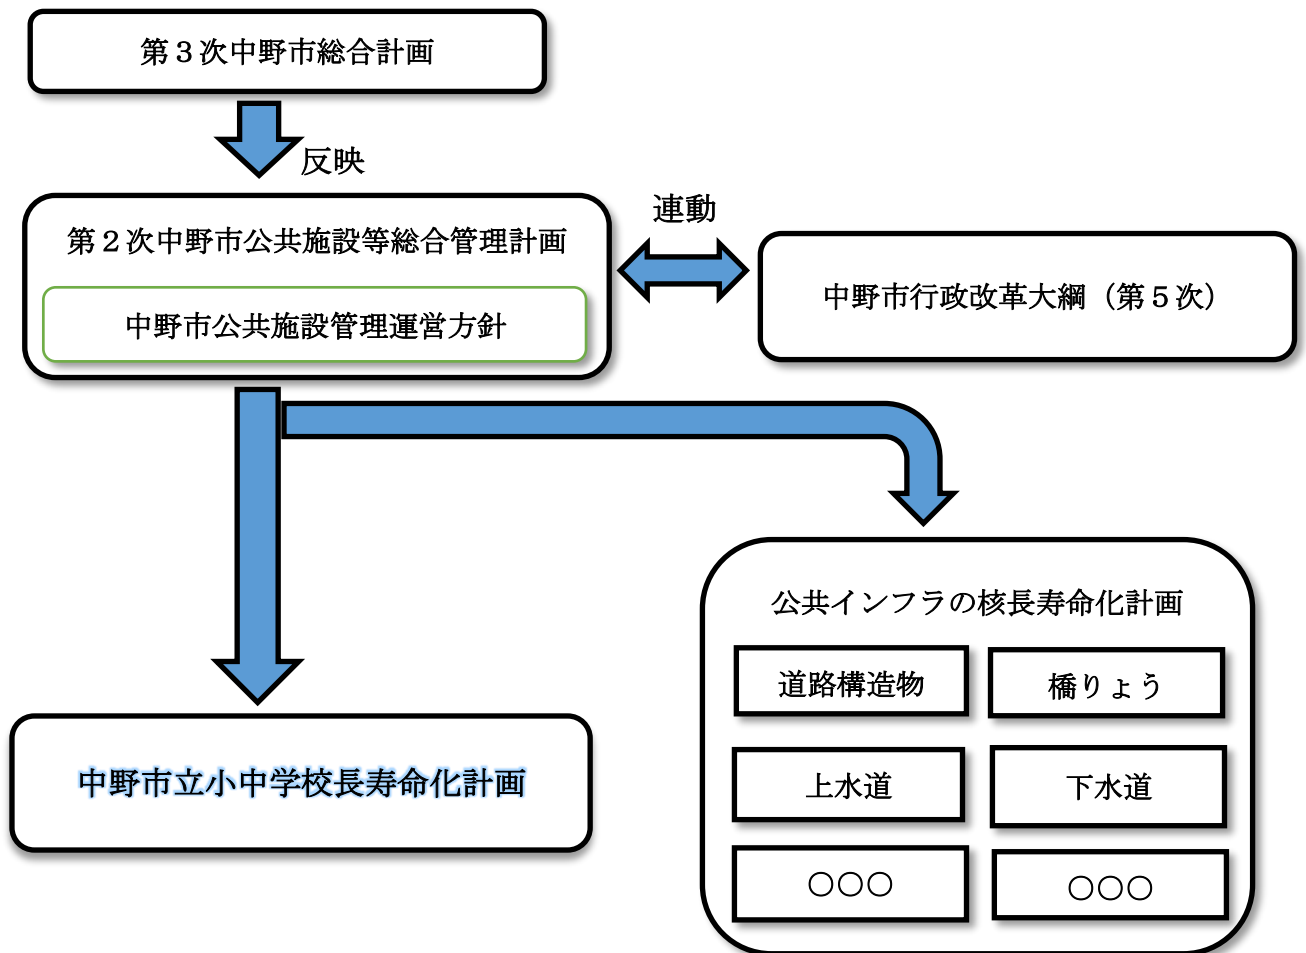 第３次中野市総合計画
反映
連動
第２次中野市公共施設等総合管理計画
中野市公共施設管理運営方針
中野市行政改革大綱（第５次）
公共インフラの核長寿命化計画
道路構造物
橋りょう
上水道
下水道
○○○
○○○
中野市立小中学校長寿命化計画